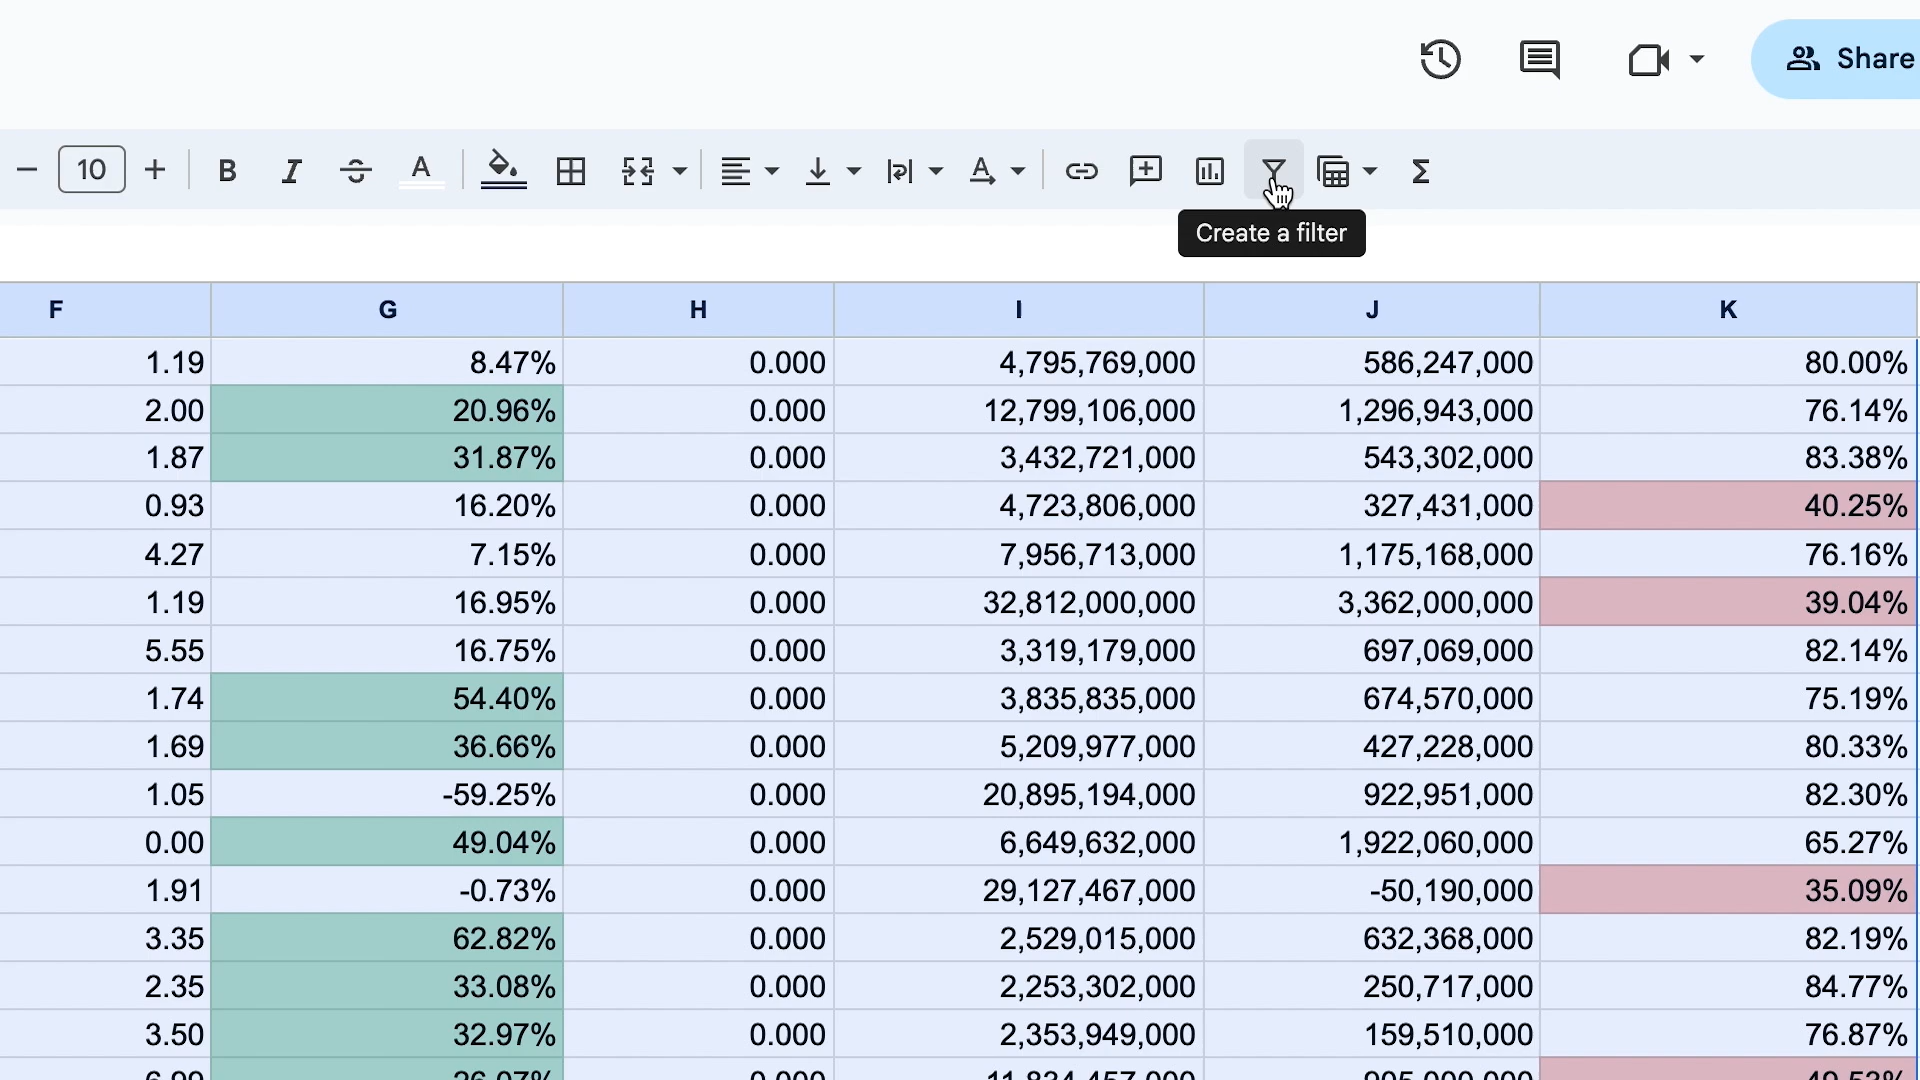 Share
10 B I S A A Σ
Create a filter
F G H I J K
1.19 8.47% 0.000 4,795,769,000 586,247,000 80.00%
2.00 20.96% 0.000 12,799,106,000 1,296,943,000 76.14%
1.87 31.87% 0.000 3,432,721,000 543,302,000 83.38%
0.93 16.20% 0.000 4,723,806,000 327,431,000 40.25%
4.27 7.15% 0.000 7,956,713,000 1,175,168,000 76.16%
1.19 16.95% 0.000 32,812,000,000 3,362,000,000 39.04%
5.55 16.75% 0.000 3,319,179,000 697,069,000 82.14%
1.74 54.40% 0.000 3,835,835,000 674,570,000 75.19%
1.69 36.66% 0.000 5,209,977,000 427,228,000 80.33%
1.05 -59.25% 0.000 20,895,194,000 922,951,000 82.30%
0.00 49.04% 0.000 6,649,632,000 1,922,060,000 65.27%
1.91 -0.73% 0.000 29,127,467,000 -50,190,000 35.09%
3.35 62.82% 0.000 2,529,015,000 632,368,000 82.19%
2.35 33.08% 0.000 2,253,302,000 250,717,000 84.77%
3.50 32.97% 0.000 2,353,949,000 159,510,000 76.87%